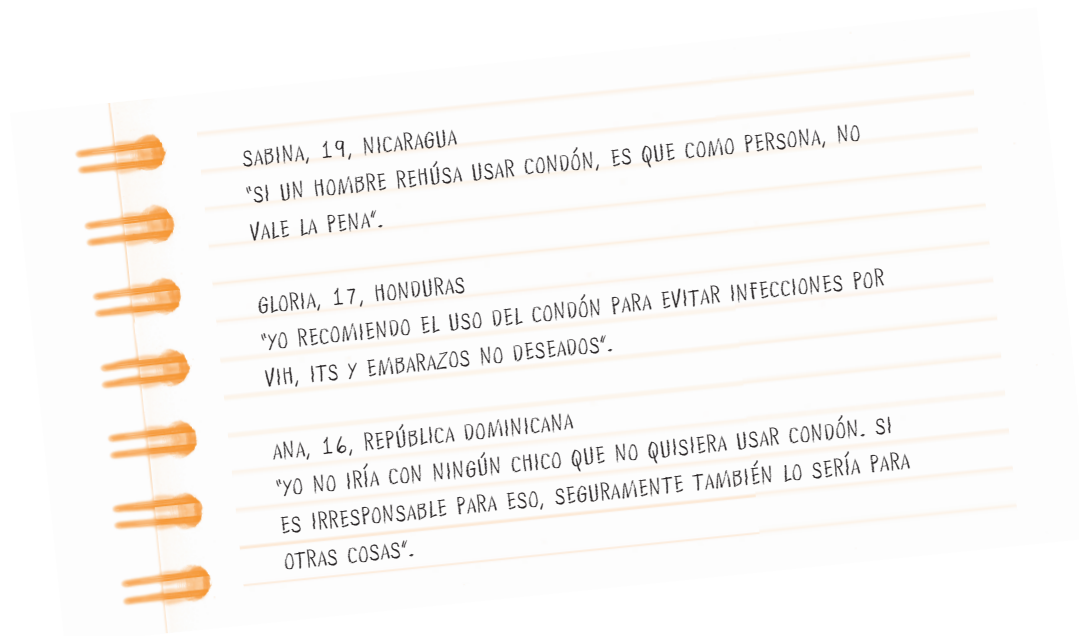 SABINA, 19, NICARAGUA
"SI UN HOMBRE REHÚSA USAR CONDÓN, ES QUE COMO PERSONA, NO
VALE LA PENA".
GLORIA, 17, HONDURAS
"YO RECOMIENDO EL USO DEL CONDÓN PARA EVITAR INFECCIONES POR
VIH, ITS Y EMBARAZOS NO DESEADOS".
ANA, 16, REPÚBLICA DOMINICANA
"YO NO IRÍA CON NINGÚN CHICO QUE NO QUISIERA USAR CONDÓN. SI
ES IRRESPONSABLE PARA ESO, SEGURAMENTE TAMBIÉN LO SERÍA PARA
OTRAS COSAS".